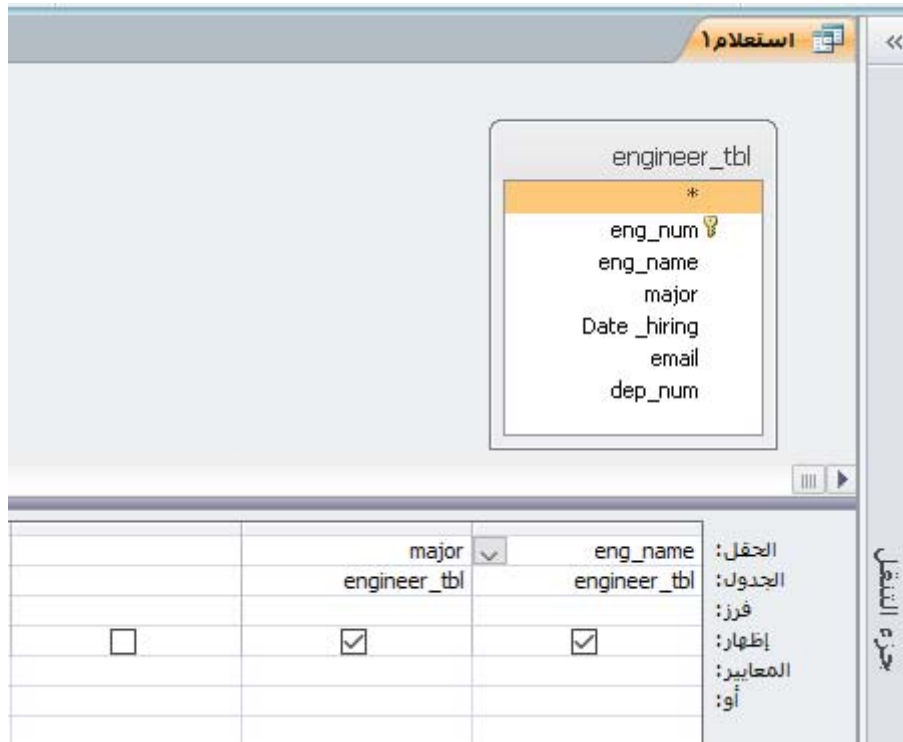 استعلام١
»
engineer_tbl
*
eng_num
eng_name
major
Date _hiring
email
dep_num
الحقل: eng_name major
الجدول: engineer_tbl engineer_tbl
فرز:
إظهار:
المعايير:
أو:
جزء التنقل